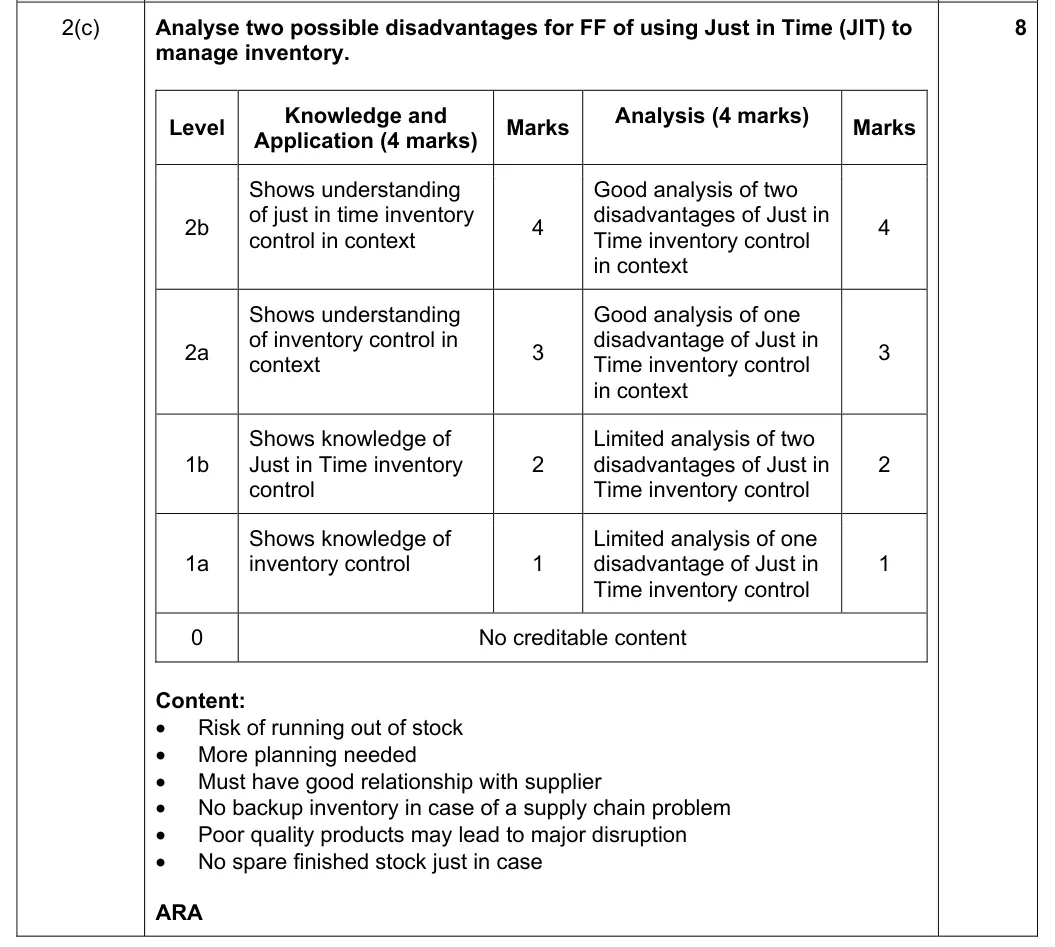 2(c)
Analyse two possible disadvantages for FF of using Just in Time (JIT) to
manage inventory.
8
Level
Knowledge and
Application (4 marks)
Marks
Analysis (4 marks)
Marks
2b
Shows understanding
of just in time inventory
control in context
4
Good analysis of two
disadvantages of Just in
Time inventory control
in context
4
2a
Shows understanding
of inventory control in
context
3
Good analysis of one
disadvantage of Just in
Time inventory control
in context
3
1b
Shows knowledge of
Just in Time inventory
control
2
Limited analysis of two
disadvantages of Just in
Time inventory control
2
1a
Shows knowledge of
inventory control
1
Limited analysis of one
disadvantage of Just in
Time inventory control
1
0
No creditable content
Content:
• Risk of running out of stock
• More planning needed
• Must have good relationship with supplier
• No backup inventory in case of a supply chain problem
• Poor quality products may lead to major disruption
• No spare finished stock just in case
ARA